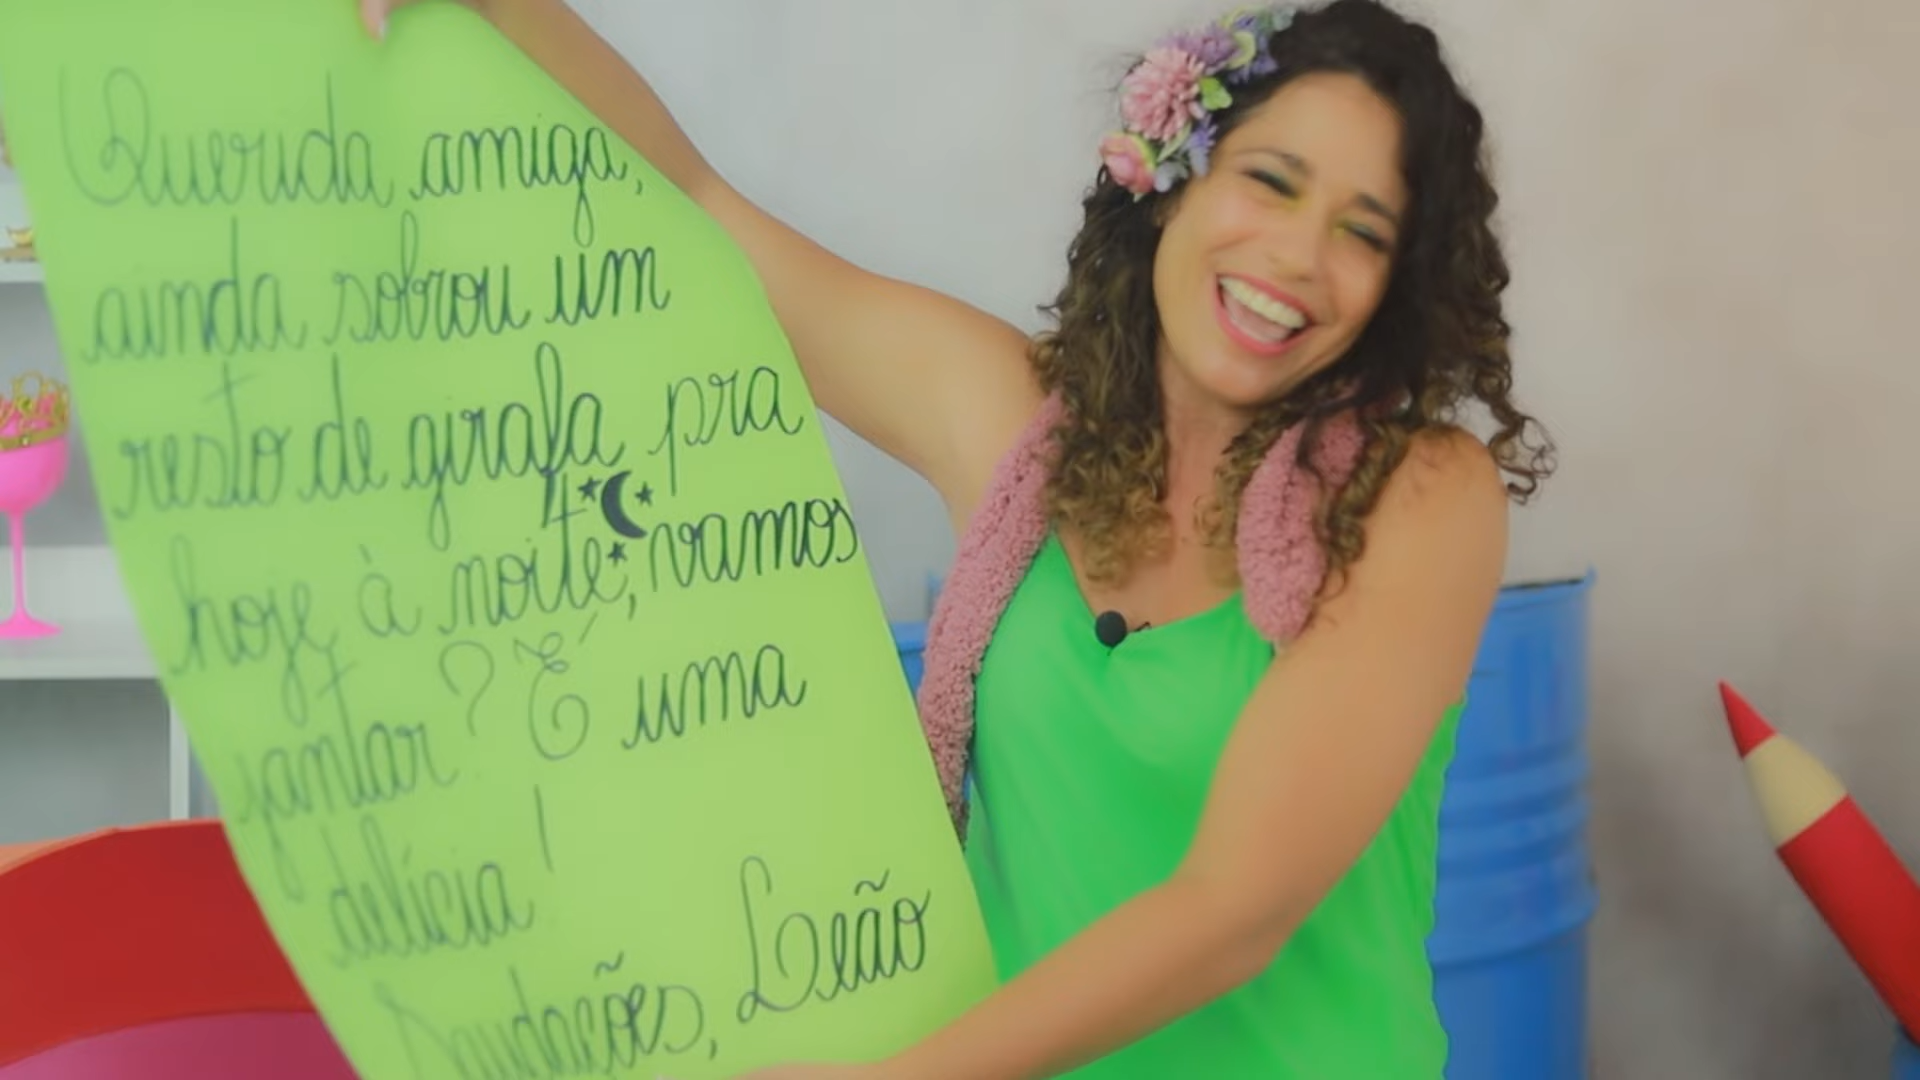 Querida amiga,
ainda sobrou um
resto de girafa pra
hoje à noite, vamos
jantar? É uma
delícia!
Saudações, Leão